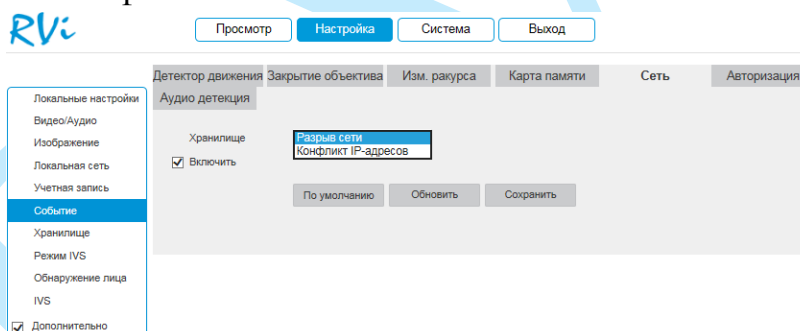 RVi
Просмотр Настройка Система Выход
Детектор движения Закрытие объектива Изм. ракурса Карта памяти Сеть Авторизация
Аудио детекция
Локальные настройки
Видео/Аудио
Изображение
Локальная сеть
Учетная запись
Событие
Хранилище
Режим IVS
Обнаружение лица
IVS
Дополнительно
Хранилище Разрыв сети
Конфликт IP-адресов
Включить
По умолчанию Обновить Сохранить